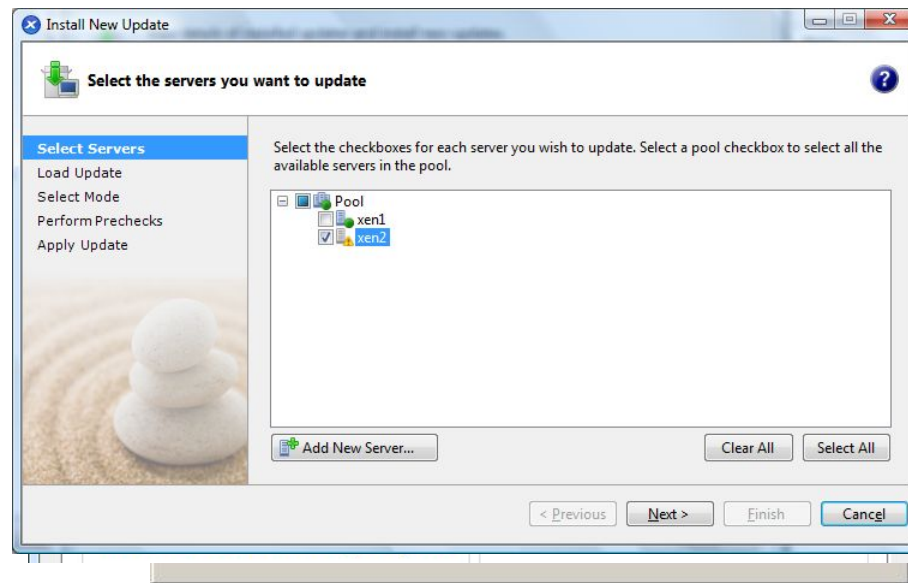 Install New Update
Select the servers you want to update
Select Servers
Load Update
Select Mode
Perform Prechecks
Apply Update
Select the checkboxes for each server you wish to update. Select a pool checkbox to select all the
available servers in the pool.
Pool
xen1
xen2
Add New Server...
Clear All
Select All
< Previous
Next >
Finish
Cancel